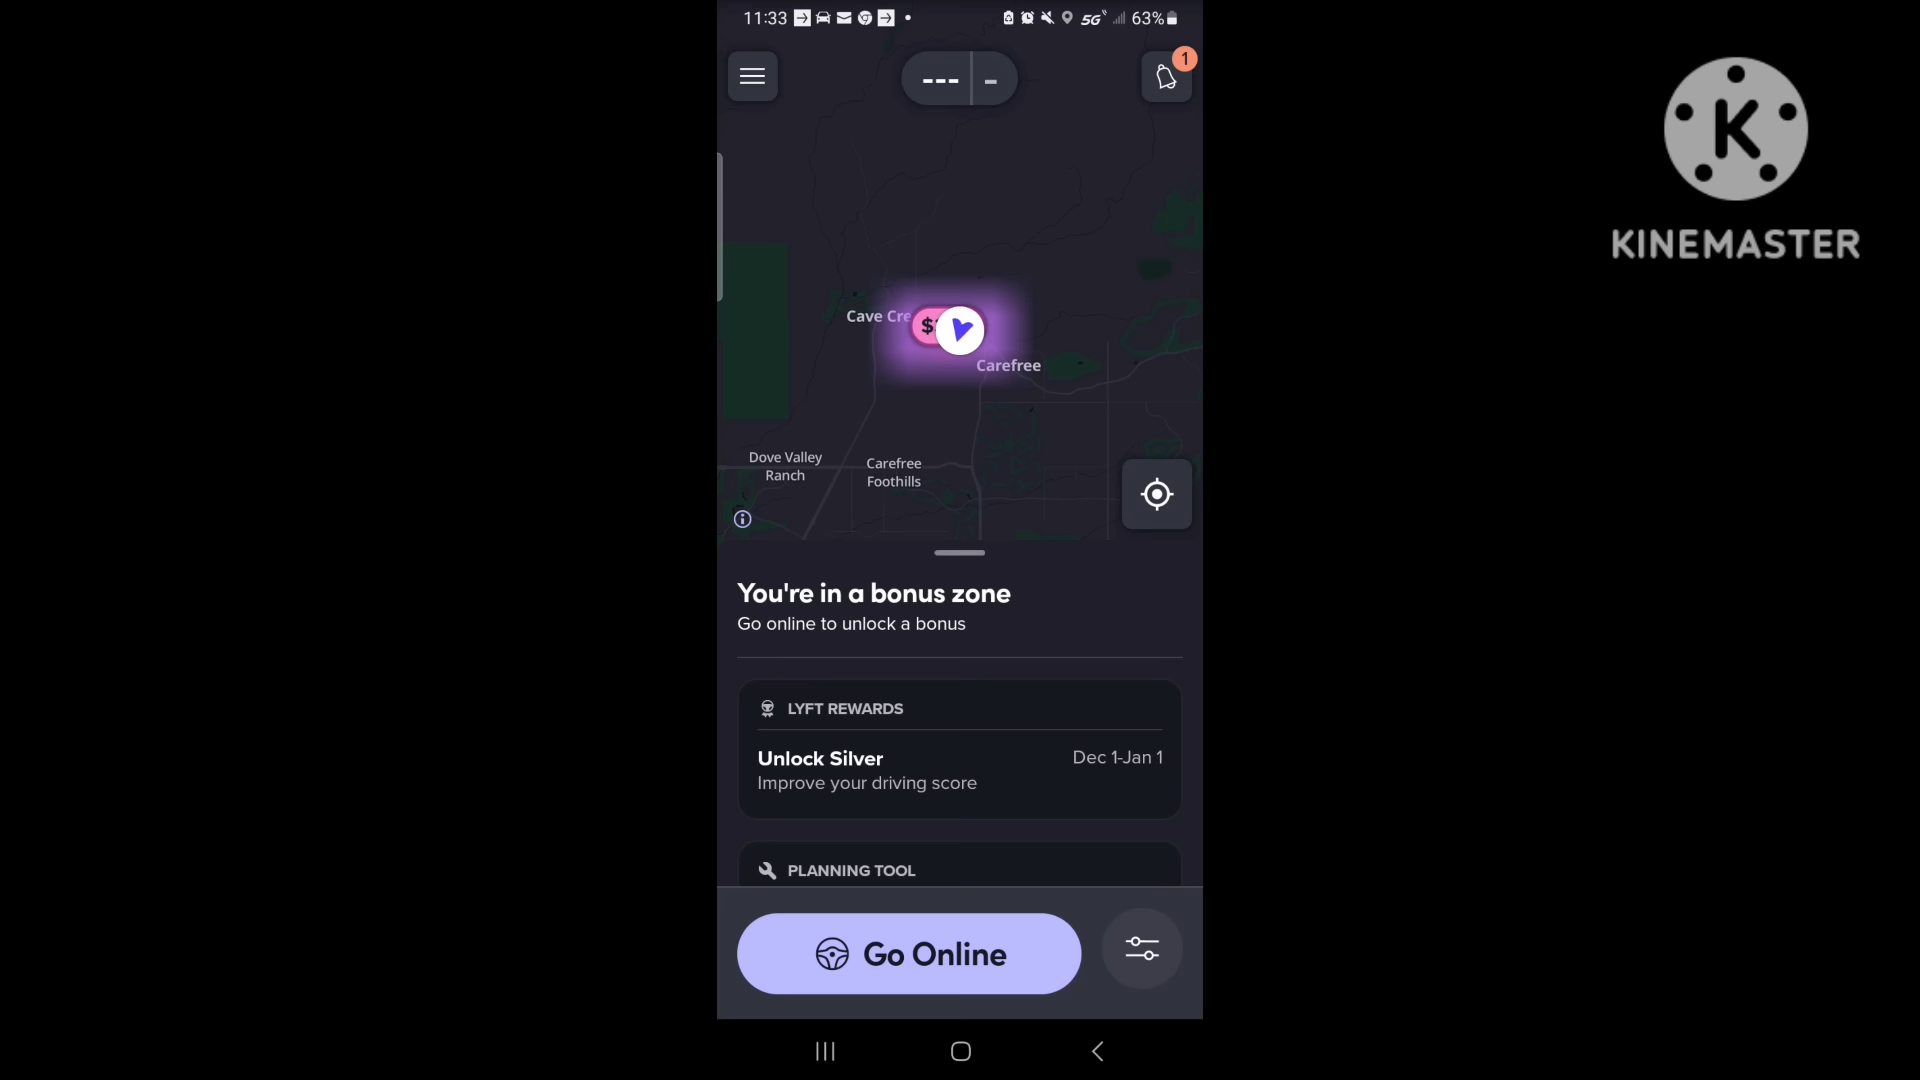 11:33
5G 63%
--- -
1
K
KINEMASTER
Cave Cre
$
Carefree
Dove Valley
Ranch
Carefree
Foothills
You're in a bonus zone
Go online to unlock a bonus
LYFT REWARDS
Unlock Silver
Dec 1-Jan 1
Improve your driving score
PLANNING TOOL
Go Online